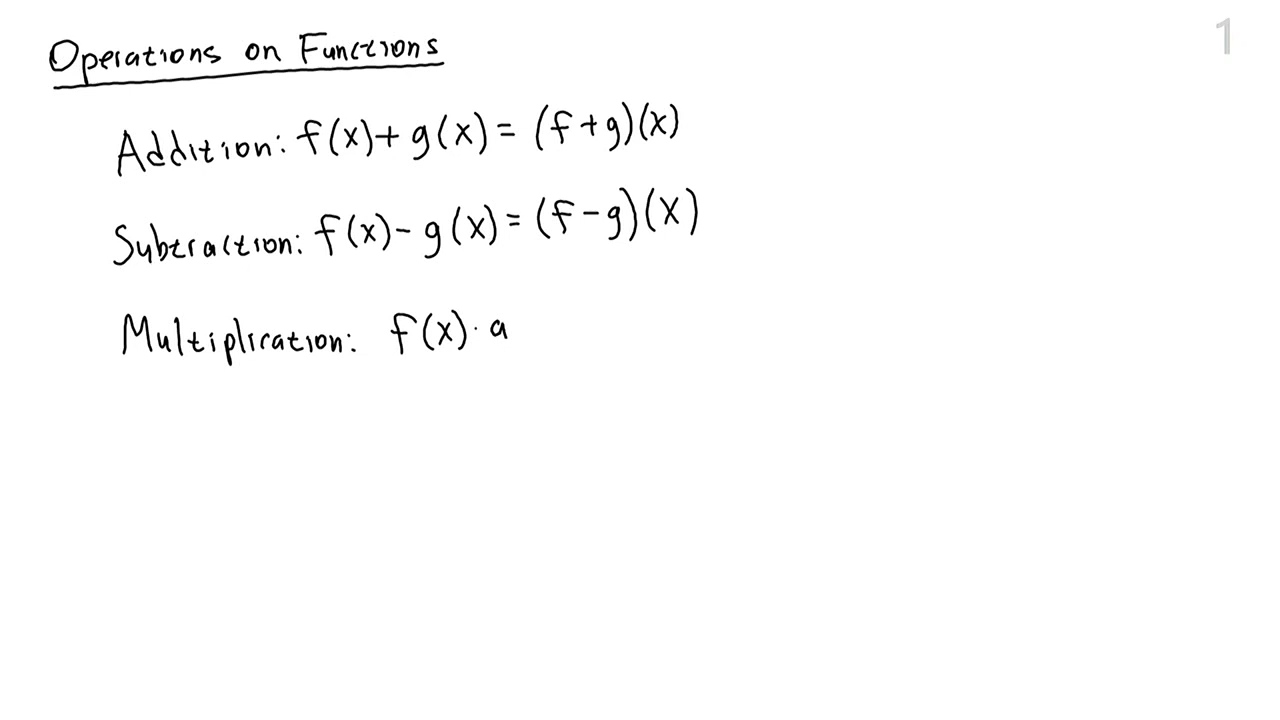 Operations on Functions
1
Addition: f(x)+ g(x) = (f+g)(x)
Subtraction: f(x)- g(x) = (f-g)(x)
Multiplication: f(x) · a